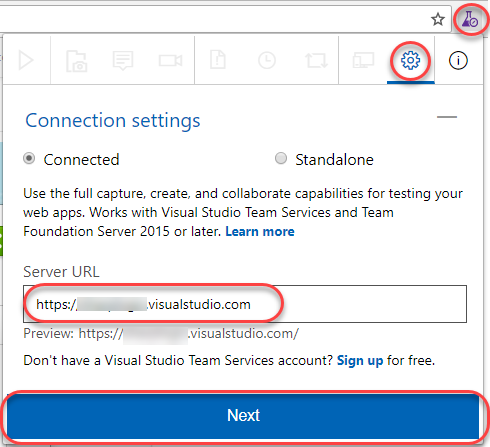 Connection settings
Connected
Standalone
Use the full capture, create, and collaborate capabilities for testing your
web apps. Works with Visual Studio Team Services and Team
Foundation Server 2015 or later. Learn more
Server URL
https:/ .visualstudio.com
Preview: https:/ .visualstudio.com/
Don't have a Visual Studio Team Services account? Sign up for free.
Next